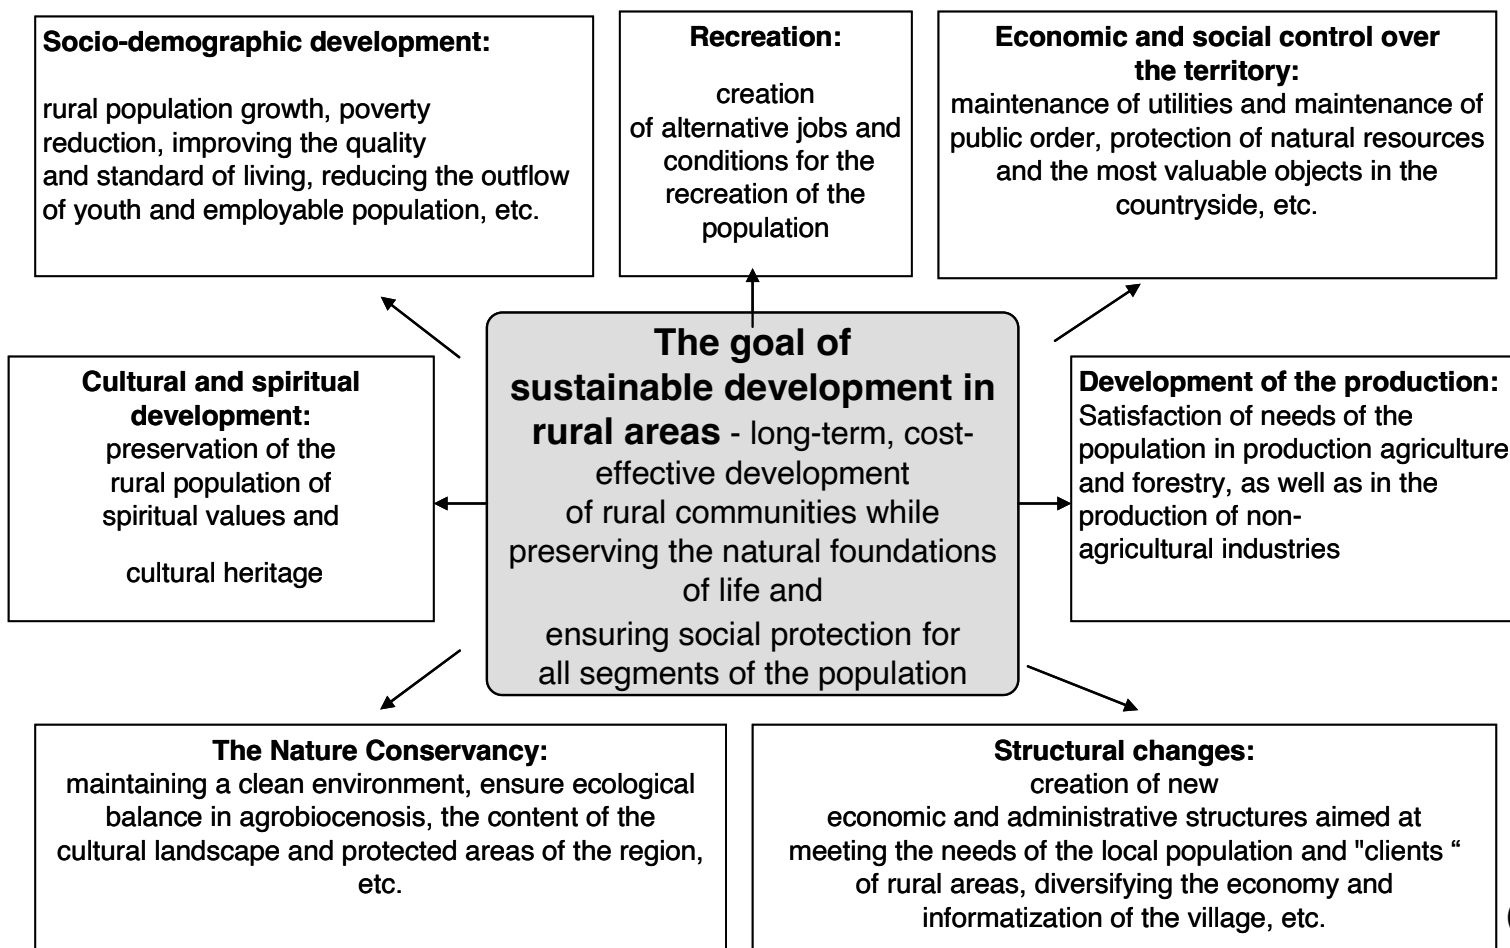 Socio-demographic development:
rural population growth, poverty
reduction, improving the quality
and standard of living, reducing the outflow
of youth and employable population, etc.
Recreation:
creation
of alternative jobs and
conditions for the
recreation of the
population
Economic and social control over
the territory:
maintenance of utilities and maintenance of
public order, protection of natural resources
and the most valuable objects in the
countryside, etc.
Cultural and spiritual
development:
preservation of the
rural population of
spiritual values and
cultural heritage
The goal of
sustainable development in
rural areas - long-term, cost-
effective development
of rural communities while
preserving the natural foundations
of life and
ensuring social protection for
all segments of the population
Development of the production:
Satisfaction of needs of the
population in production agriculture
and forestry, as well as in the
production of non-
agricultural industries
The Nature Conservancy:
maintaining a clean environment, ensure ecological
balance in agrobiocenosis, the content of the
cultural landscape and protected areas of the region,
etc.
Structural changes:
creation of new
economic and administrative structures aimed at
meeting the needs of the local population and "clients “
of rural areas, diversifying the economy and
informatization of the village, etc.